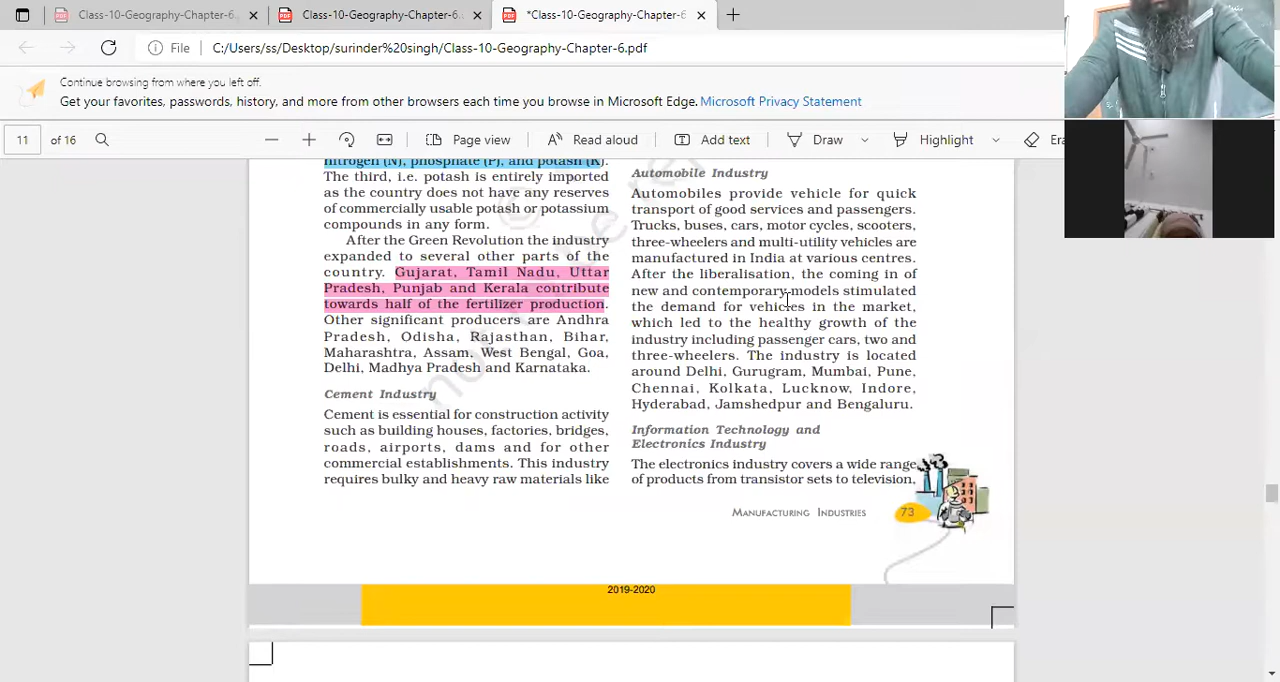 Class-10-Geography-Chapter-6.
Class-10-Geography-Chapter-6.
*Class-10-Geography-Chapter-6
File
C:/Users/ss/Desktop/surinder%20singh/Class-10-Geography-Chapter-6.pdf
Continue browsing from where you left off.
Get your favorites, passwords, history, and more from other browsers each time you browse in Microsoft Edge. Microsoft Privacy Statement
11 of 16
Page view
Read aloud
Add text
Draw
Highlight
Era
nitrogen (N), phosphate (P), and potash (K).
The third, i.e. potash is entirely imported
as the country does not have any reserves
of commercially usable potash or potassium
compounds in any form.
After the Green Revolution the industry
expanded to several other parts of the
country. Gujarat, Tamil Nadu, Uttar
Pradesh, Punjab and Kerala contribute
towards half of the fertilizer production.
Other significant producers are Andhra
Pradesh, Odisha, Rajasthan, Bihar,
Maharashtra, Assam, West Bengal, Goa,
Delhi, Madhya Pradesh and Karnataka.
Cement Industry
Cement is essential for construction activity
such as building houses, factories, bridges,
roads, airports, dams and for other
commercial establishments. This industry
requires bulky and heavy raw materials like
Automobile Industry
Automobiles provide vehicle for quick
transport of good services and passengers.
Trucks, buses, cars, motor cycles, scooters,
three-wheelers and multi-utility vehicles are
manufactured in India at various centres.
After the liberalisation, the coming in of
new and contemporary models stimulated
the demand for vehicles in the market,
which led to the healthy growth of the
industry including passenger cars, two and
three-wheelers. The industry is located
around Delhi, Gurugram, Mumbai, Pune,
Chennai, Kolkata, Lucknow, Indore,
Hyderabad, Jamshedpur and Bengaluru.
Information Technology and
Electronics Industry
The electronics industry covers a wide range
of products from transistor sets to television,
MANUFACTURING INDUSTRIES 73
2019-2020